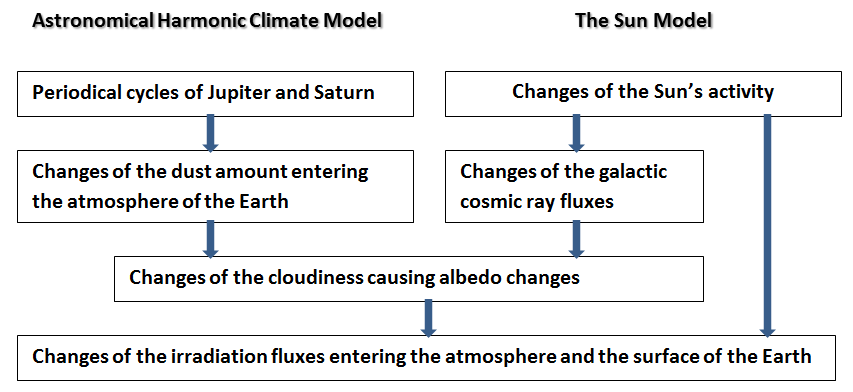 Astronomical Harmonic Climate Model
The Sun Model
Periodical cycles of Jupiter and Saturn
Changes of the Sun's activity
Changes of the dust amount entering
the atmosphere of the Earth
Changes of the galactic
cosmic ray fluxes
Changes of the cloudiness causing albedo changes
Changes of the irradiation fluxes entering the atmosphere and the surface of the Earth